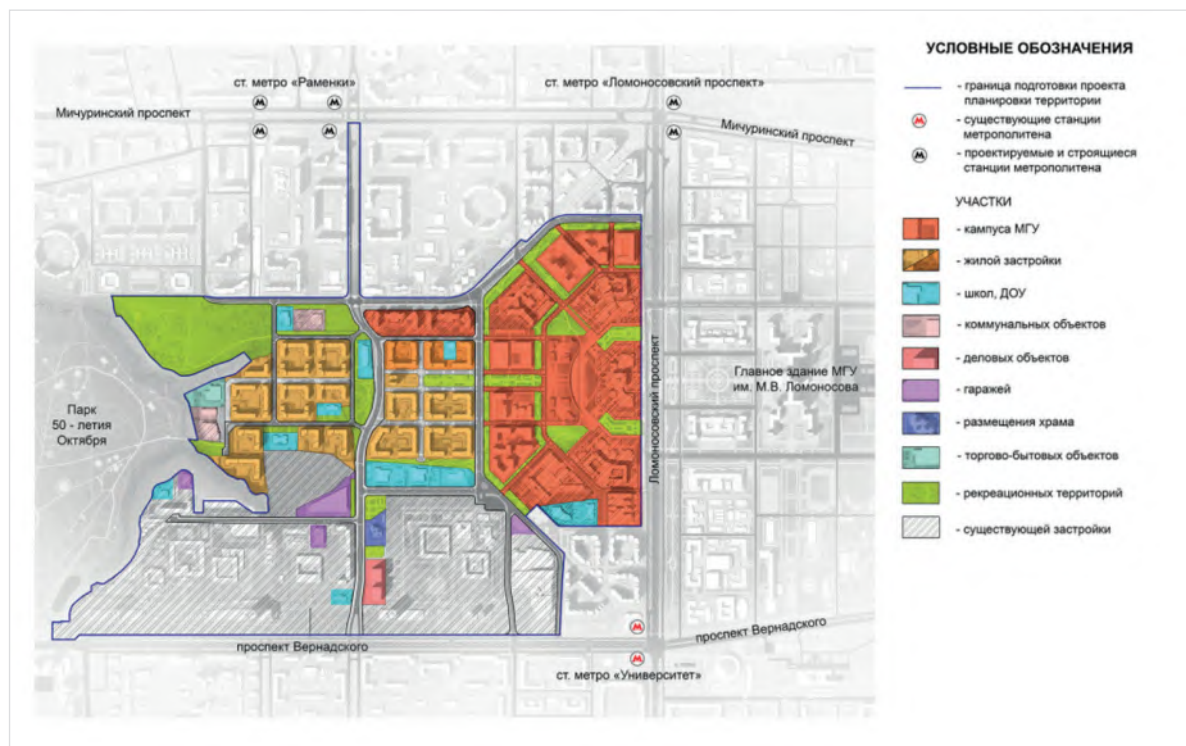 УСЛОВНЫЕ ОБОЗНАЧЕНИЯ
- граница подготовки проекта
планировки территории
- существующие станции
метрополитена
- проектируемые и строящиеся
станции метрополитена
УЧАСТКИ
- кампуса МГУ
- жилой застройки
- школ, ДОУ
- коммунальных объектов
- деловых объектов
- гаражей
- размещения храма
- торгово-бытовых объектов
- рекреационных территорий
- существующей застройки
ст. метро «Раменки»
ст. метро «Ломоносовский проспект»
Мичуринский проспект
Мичуринский проспект
Ломоносовский проспект
Главное здание МГУ
им. М.В. Ломоносова
Парк
50 - летия
Октября
проспект Вернадского
проспект Вернадского
ст. метро «Университет»